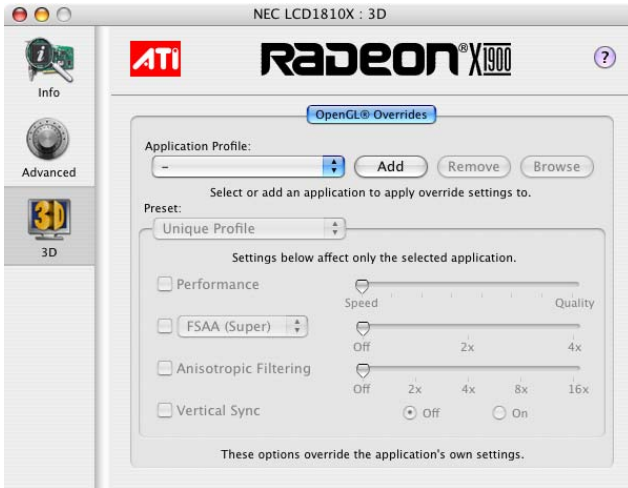 NEC LCD1810X : 3D
Info
Advanced
3D
ATI RADEON® X1900 ?
OpenGL® Overrides
Application Profile:
– Add Remove Browse
Select or add an application to apply override settings to.
Preset:
Unique Profile
Settings below affect only the selected application.
Performance
Speed Quality
FSAA (Super)
Off 2x 4x
Anisotropic Filtering
Off 2x 4x 8x 16x
Vertical Sync Off On
These options override the application's own settings.